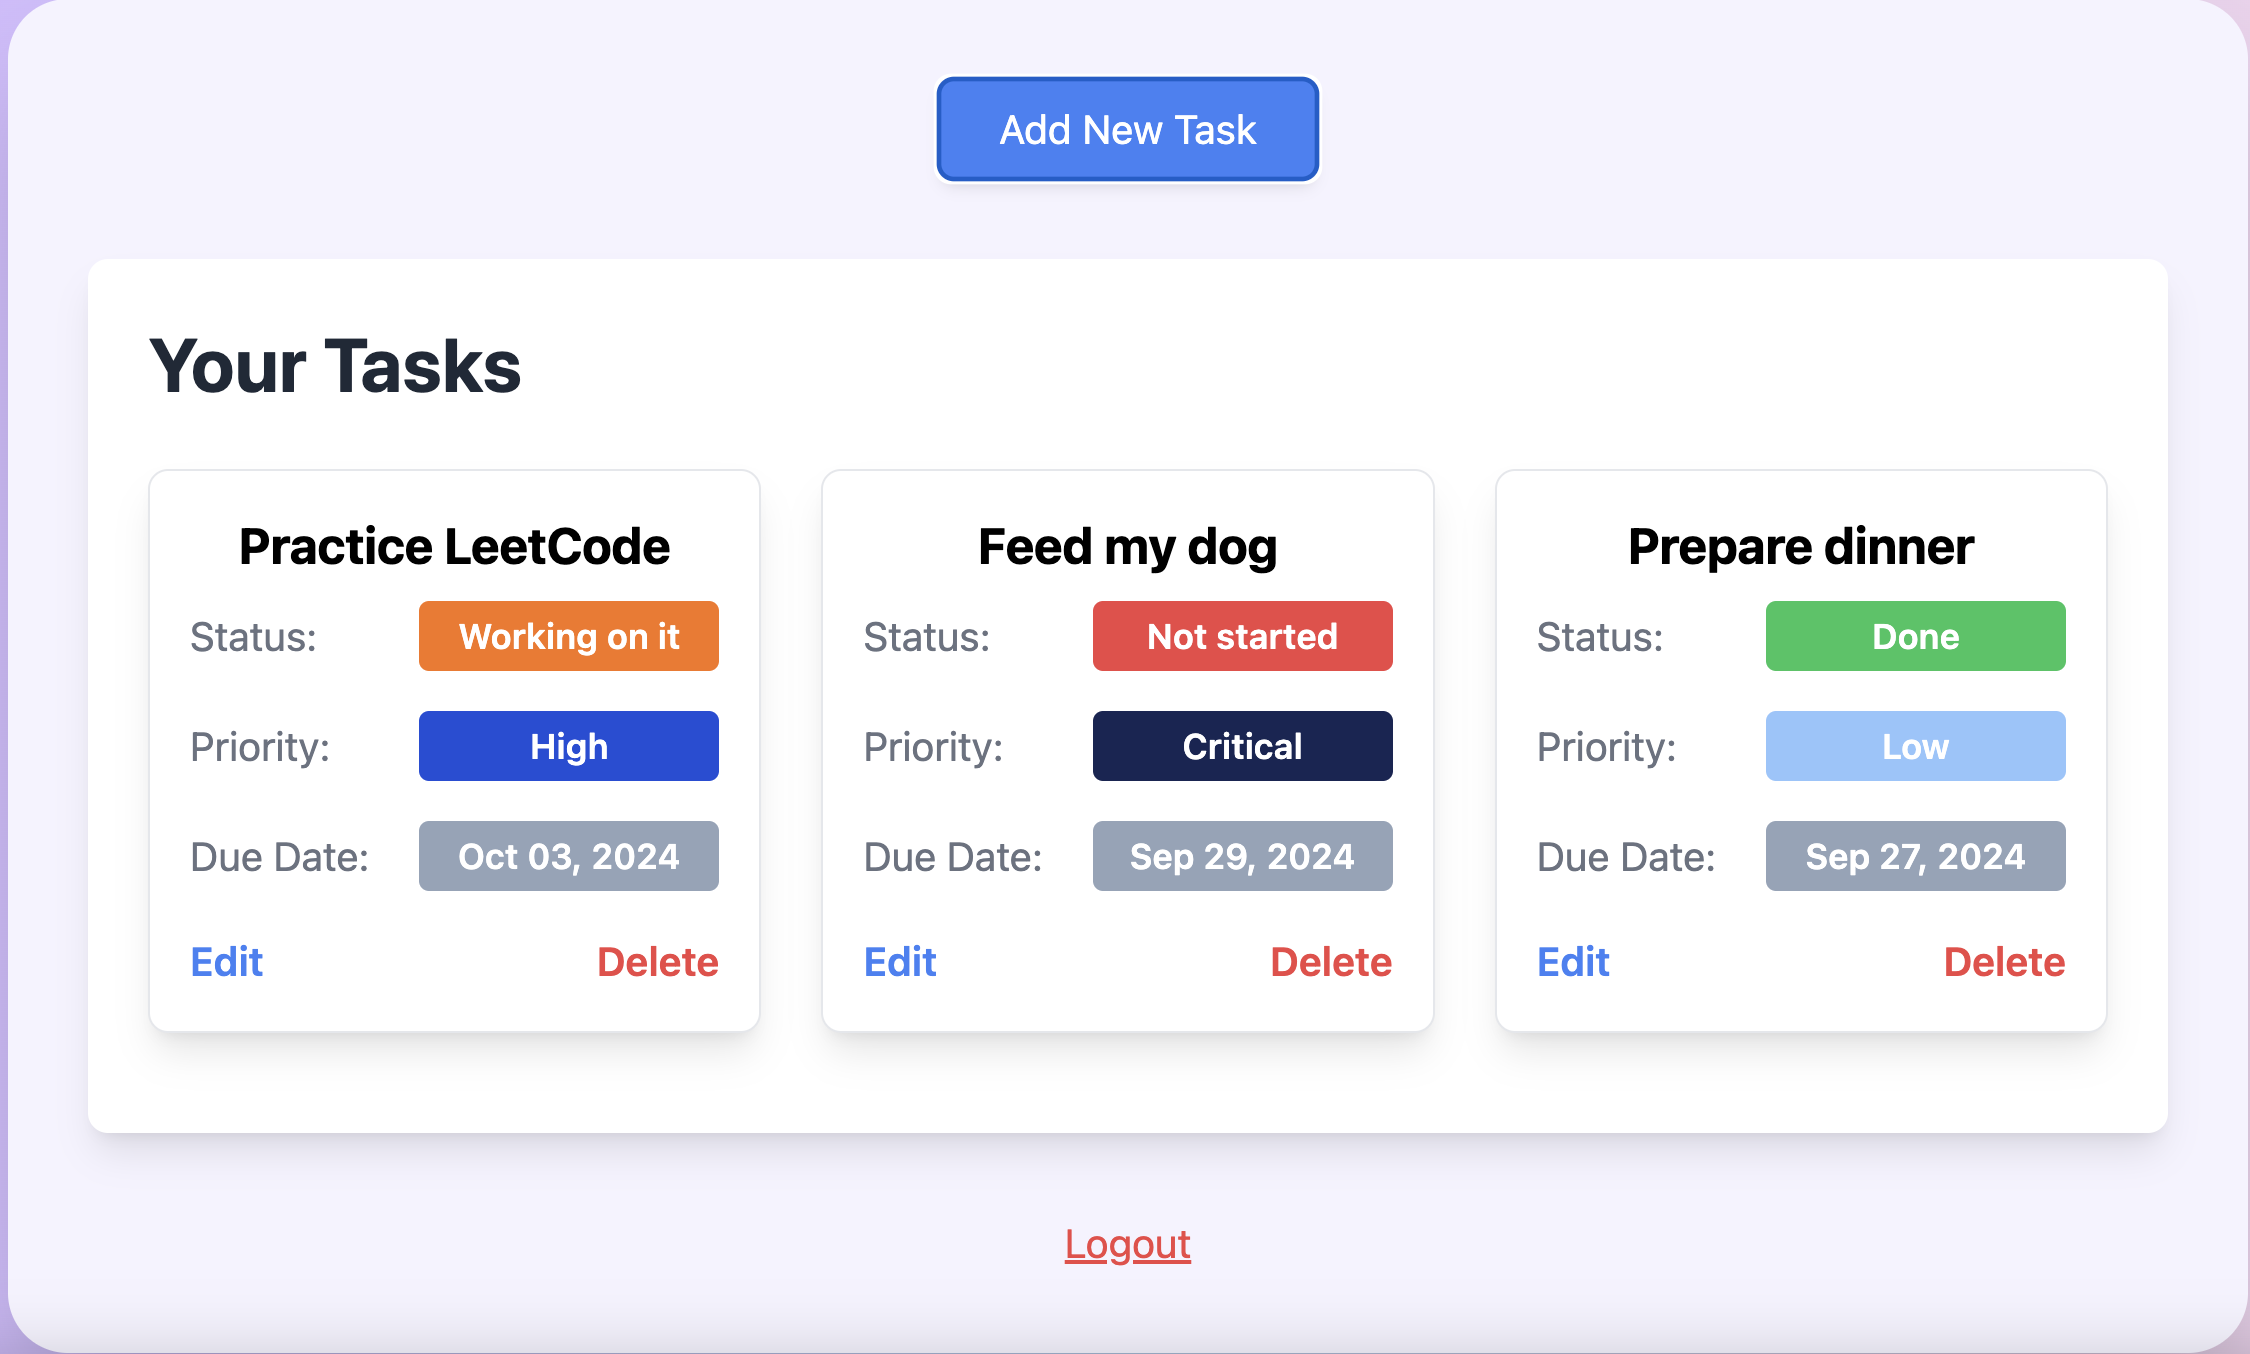 Add New Task
Your Tasks
Practice LeetCode
Status: Working on it
Priority: High
Due Date: Oct 03, 2024
Edit Delete
Feed my dog
Status: Not started
Priority: Critical
Due Date: Sep 29, 2024
Edit Delete
Prepare dinner
Status: Done
Priority: Low
Due Date: Sep 27, 2024
Edit Delete
Logout